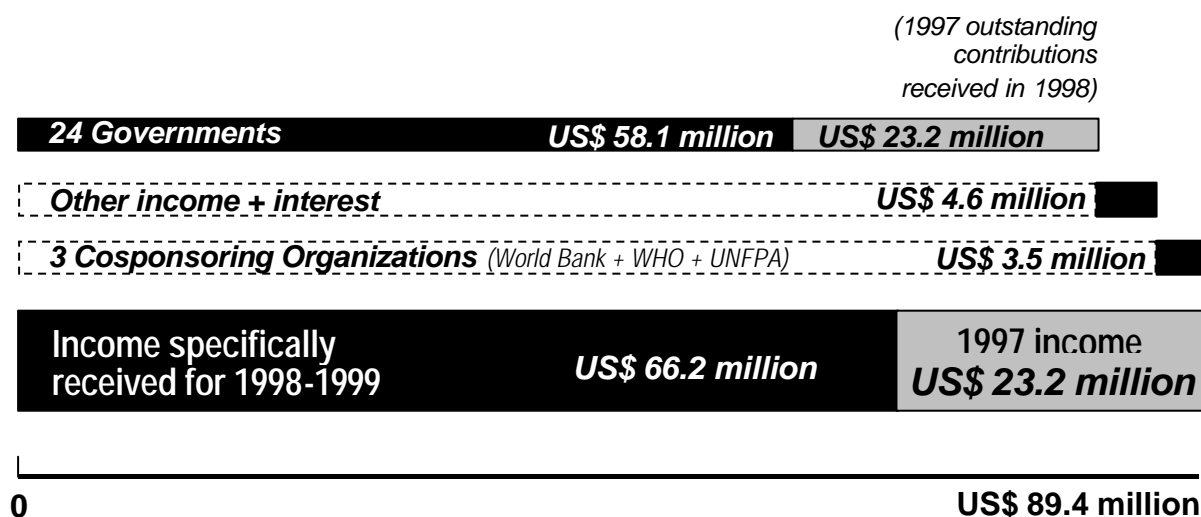 (1997 outstanding
contributions
received in 1998)
24 Governments US$ 58.1 million US$ 23.2 million
Other income + interest US$ 4.6 million
3 Cosponsoring Organizations (World Bank + WHO + UNFPA) US$ 3.5 million
Income specifically
received for 1998-1999
US$ 66.2 million
1997 income
US$ 23.2 million
0 US$ 89.4 million